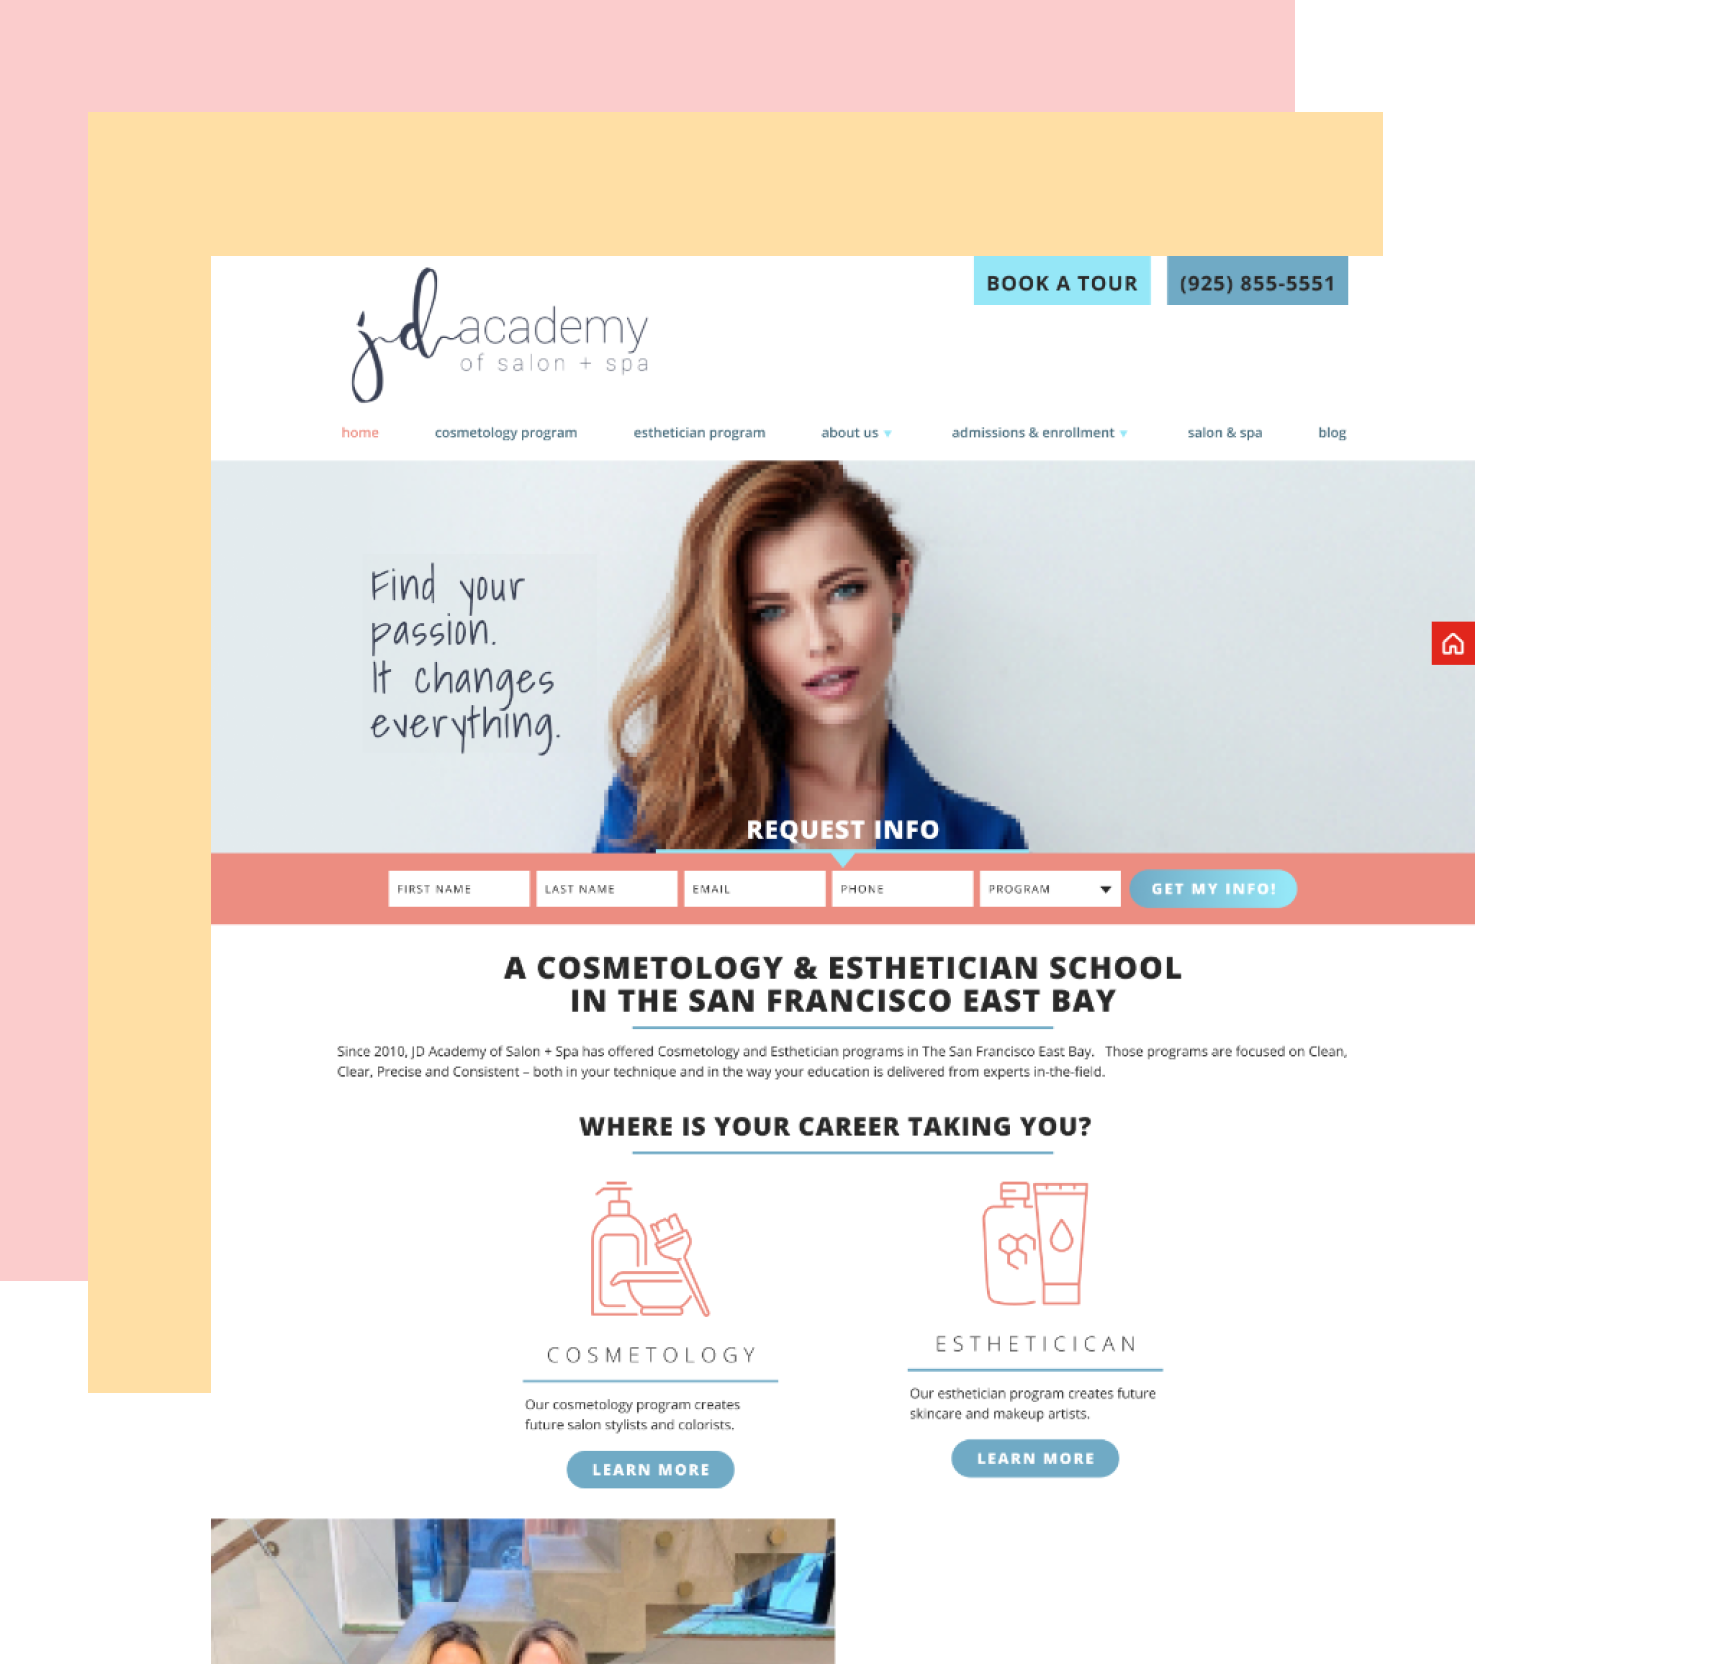 BOOK A TOUR
(925) 855-5551
jd academy
of salon + spa
home cosmetology program esthetician program about us admissions & enrollment salon & spa blog
Find your
passion.
It changes
everything.
REQUEST INFO
FIRST NAME LAST NAME EMAIL PHONE PROGRAM GET MY INFO!
A COSMETOLOGY & ESTHETICIAN SCHOOL
IN THE SAN FRANCISCO EAST BAY
Since 2010, JD Academy of Salon + Spa has offered Cosmetology and Esthetician programs in The San Francisco East Bay. Those programs are focused on Clean,
Clear, Precise and Consistent – both in your technique and in the way your education is delivered from experts in-the-field.
WHERE IS YOUR CAREER TAKING YOU?
COSMETOLOGY
Our cosmetology program creates
future salon stylists and colorists.
LEARN MORE
ESTHETICICAN
Our esthetician program creates future
skincare and makeup artists.
LEARN MORE